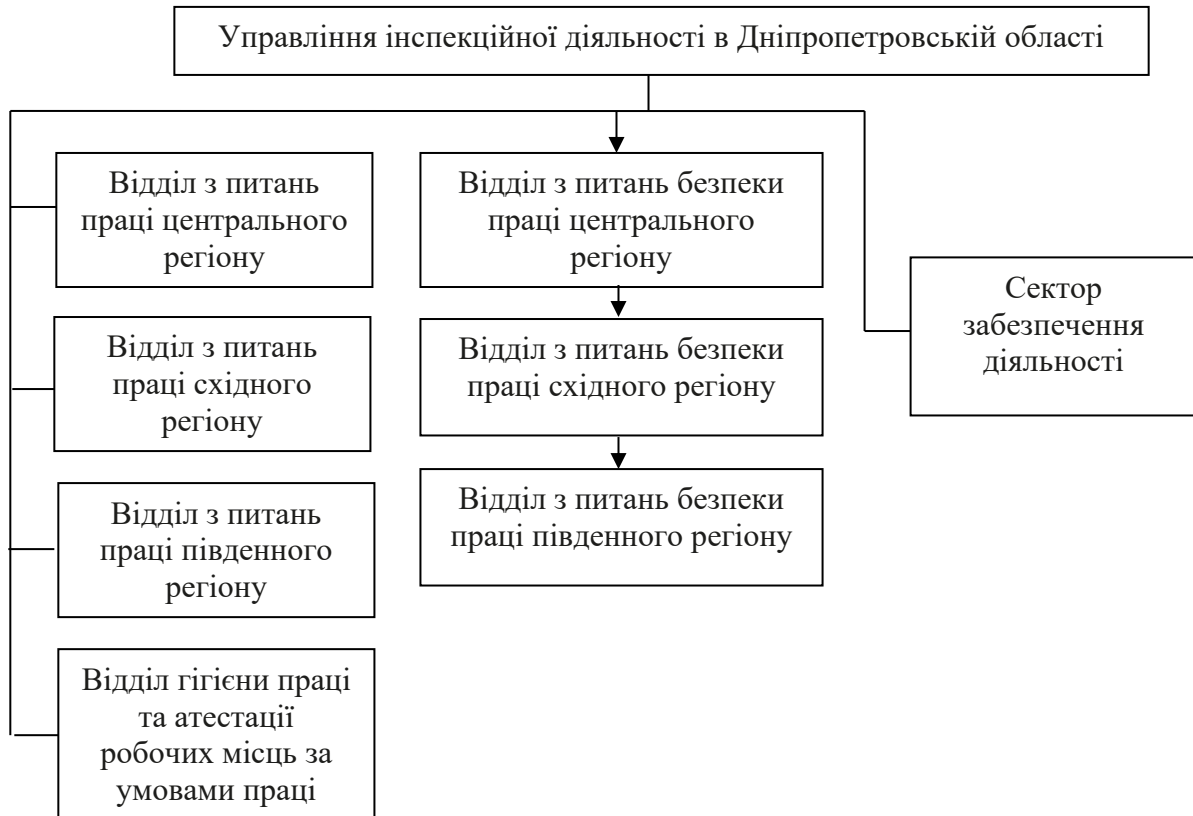 Управління інспекційної діяльності в Дніпропетровській області
Відділ з питань
праці центрального
регіону
Відділ з питань
праці східного
регіону
Відділ з питань
праці південного
регіону
Відділ гігієни праці
та атестації
робочих місць за
умовами праці
Відділ з питань безпеки
праці центрального
регіону
Відділ з питань безпеки
праці східного регіону
Відділ з питань безпеки
праці південного регіону
Сектор
забезпечення
діяльності